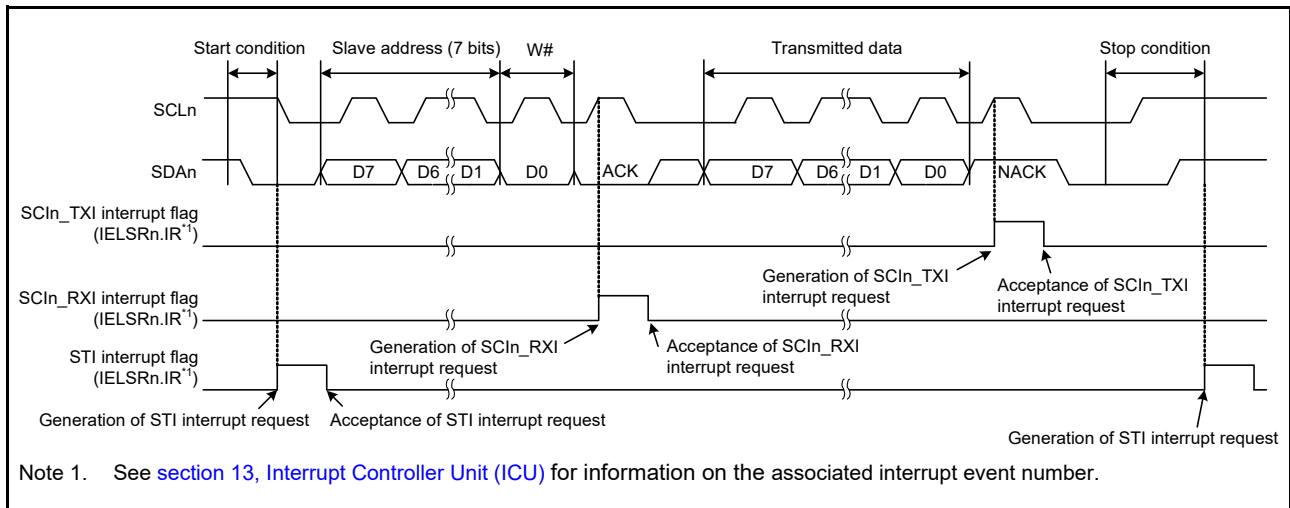 Start condition Slave address (7 bits) W# Transmitted data Stop condition
SCLn
SDAn D7 D6 D1 D0 ACK D7 D6 D1 D0 NACK
SCIn_TXI interrupt flag
(IELSRn.IR*1)
Generation of SCIn_TXI
interrupt request
Acceptance of SCIn_TXI
interrupt request
SCIn_RXI interrupt flag
(IELSRn.IR*1)
Generation of SCIn_RXI
interrupt request
Acceptance of SCIn_RXI
interrupt request
STI interrupt flag
(IELSRn.IR*1)
Generation of STI interrupt request
Acceptance of STI interrupt request
Generation of STI interrupt request
Note 1. See section 13, Interrupt Controller Unit (ICU) for information on the associated interrupt event number.